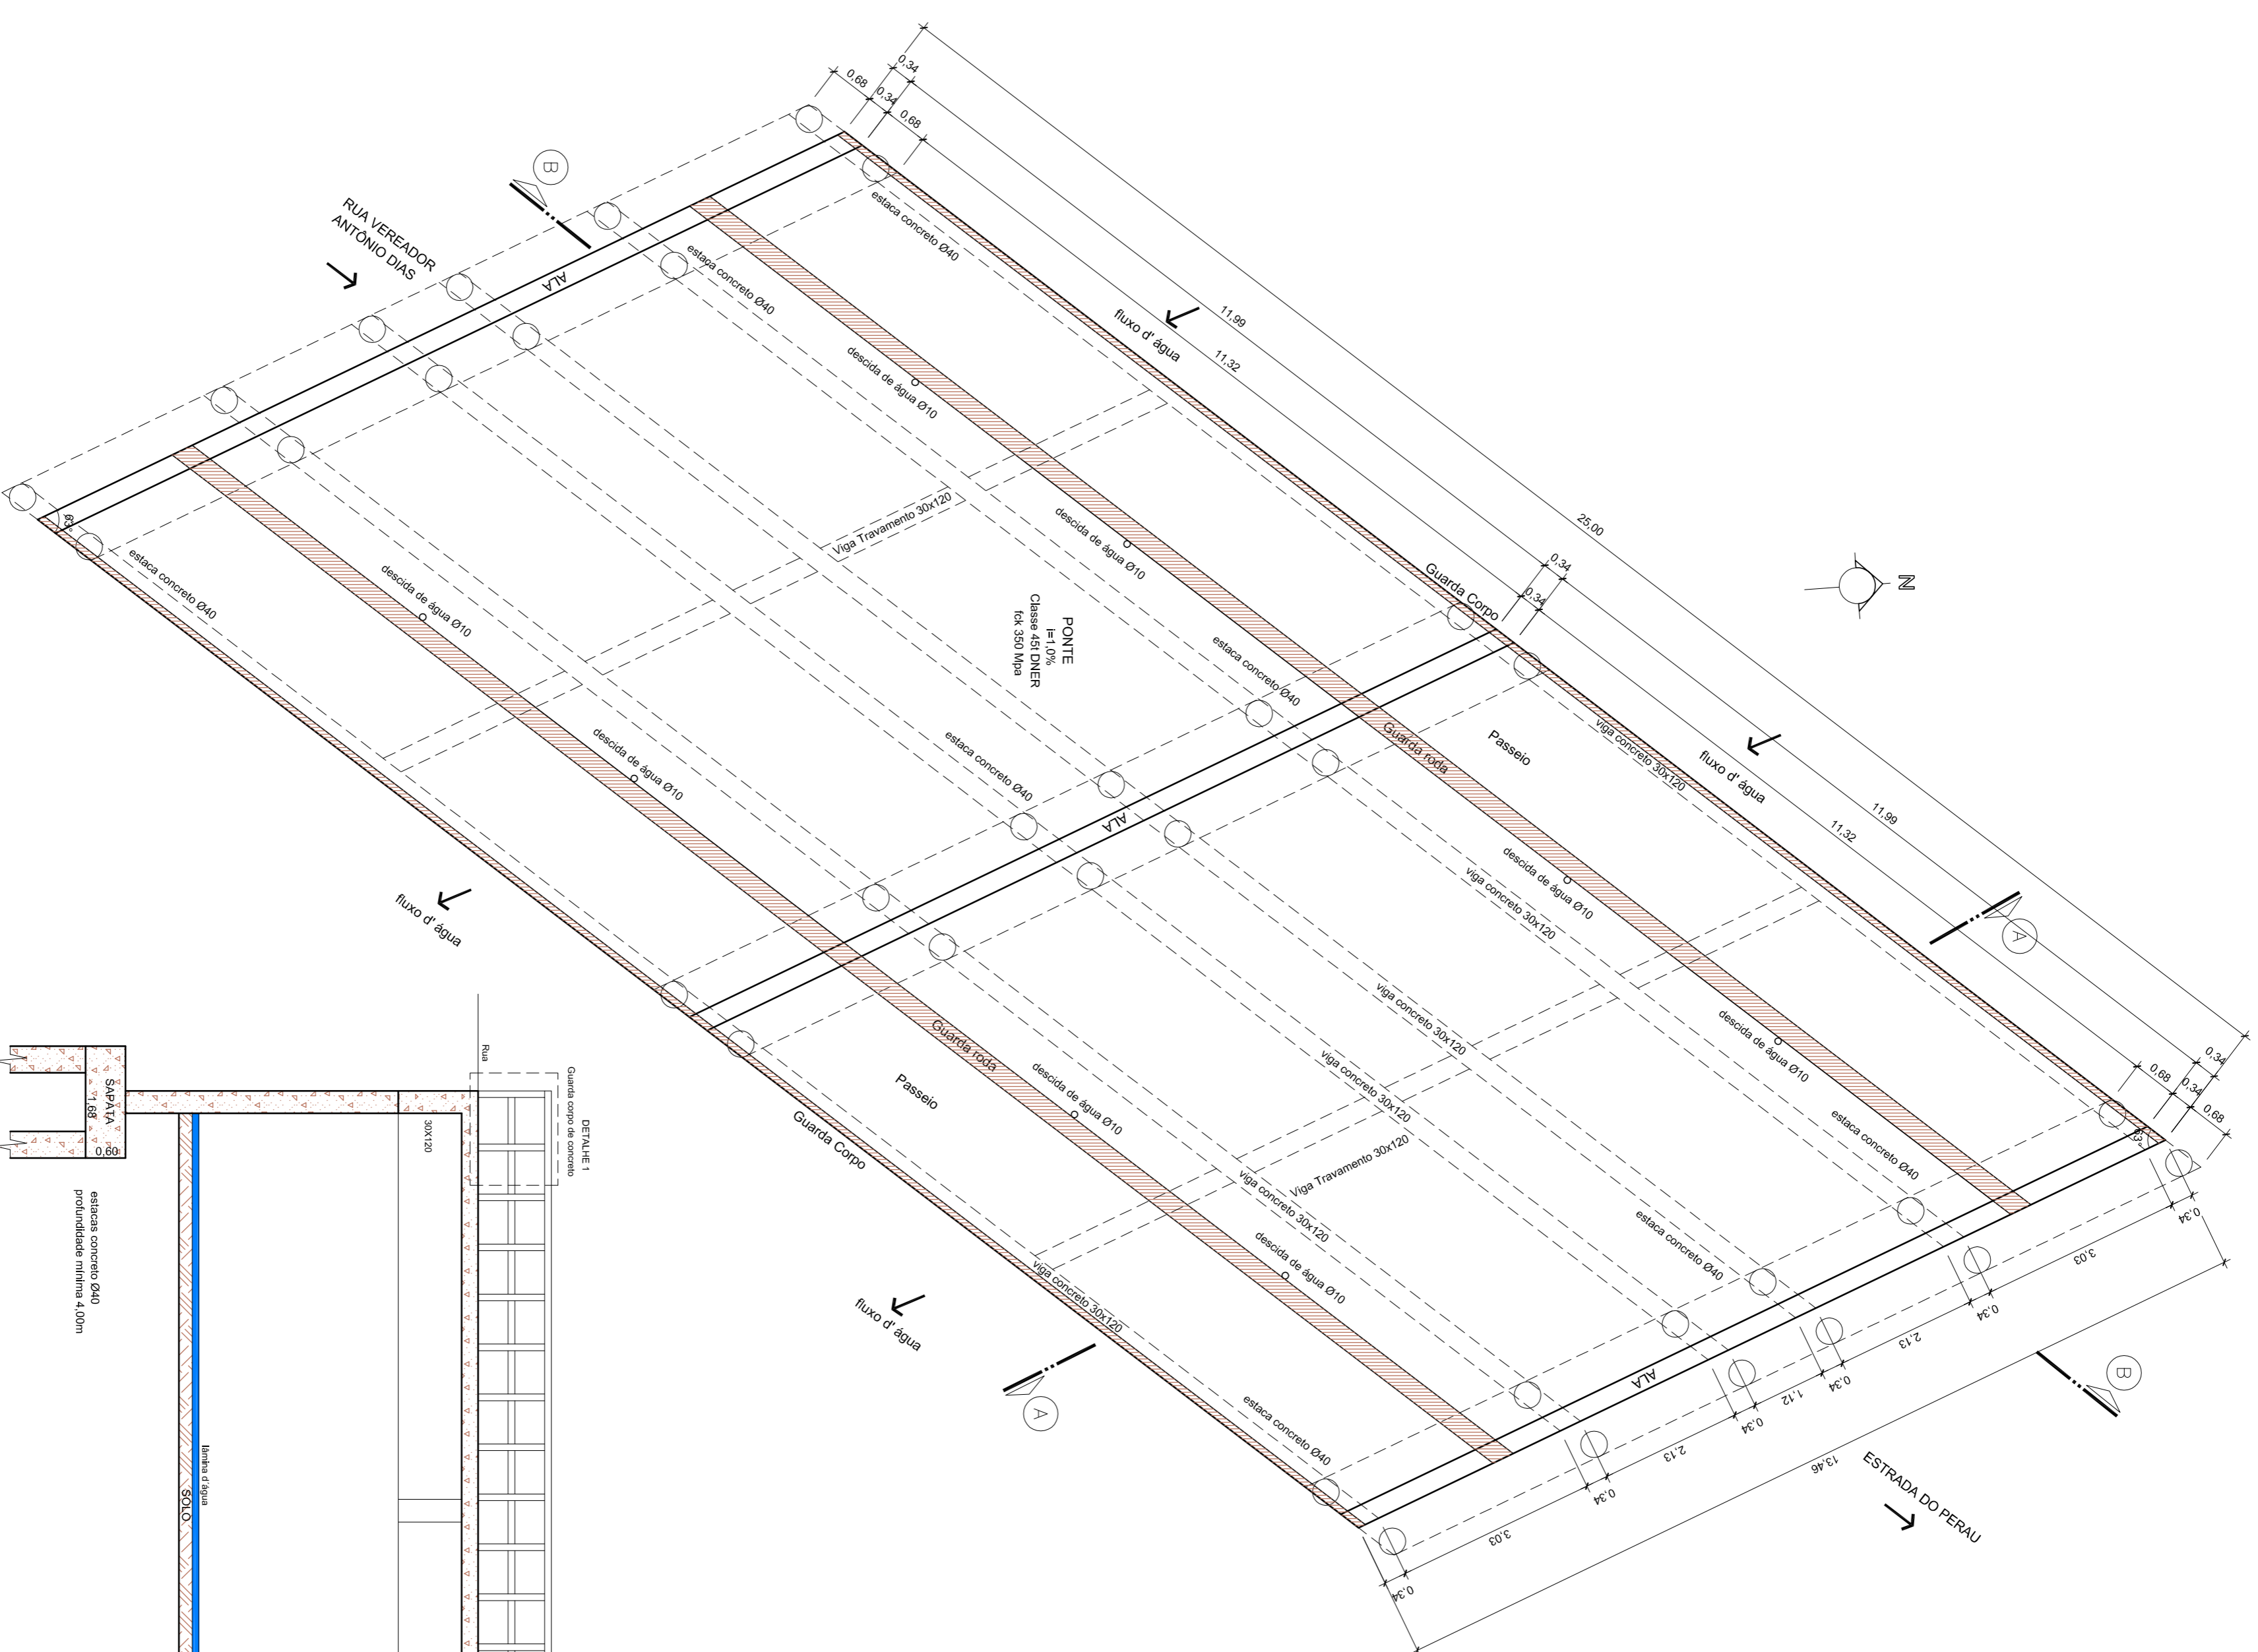 0,34
0,68
0,34
0,68
25,00
11,99
11,32
0,34
0,34
11,99
11,32
0,34
0,68
0,34
0,68
N
B
RUA VEREADOR
ANTÔNIO DIAS
ALA
estaca concreto Ø40
estaca concreto Ø40
fluxo d' água
descida de água Ø10
descida de água Ø10
Viga Travamento 30x120
Guarda Corpo
63°
estaca concreto Ø40
descida de água Ø10
descida de água Ø10
PONTE
i=1,0%
Classe 45t DNER
fck 350 Mpa
estaca concreto Ø40
estaca concreto Ø40
Guarda roda
Passeio
viga concreto 30x120
fluxo d' água
ALA
viga concreto 30x120
descida de água Ø10
A
viga concreto 30x120
viga concreto 30x120
Viga Travamento 30x120
viga concreto 30x120
viga concreto 30x120
descida de água Ø10
estaca concreto Ø40
63°
estaca concreto Ø40
fluxo d' água
Guarda roda
Passeio
Guarda Corpo
descida de água Ø10
descida de água Ø10
fluxo d' água
A
estaca concreto Ø40
ALA
0,34
3,03
0,34
2,13
0,34
1,12
0,34
2,13
0,34
3,03
0,34
13,46
B
ESTRADA DO PERAU
DETALHE 1
Guarda corpo de concreto
Rua
30X120
lâmina d'água
SOLO
SAPATA
1,68
0,60
estacas concreto Ø40
profundidade mínima 4,00m